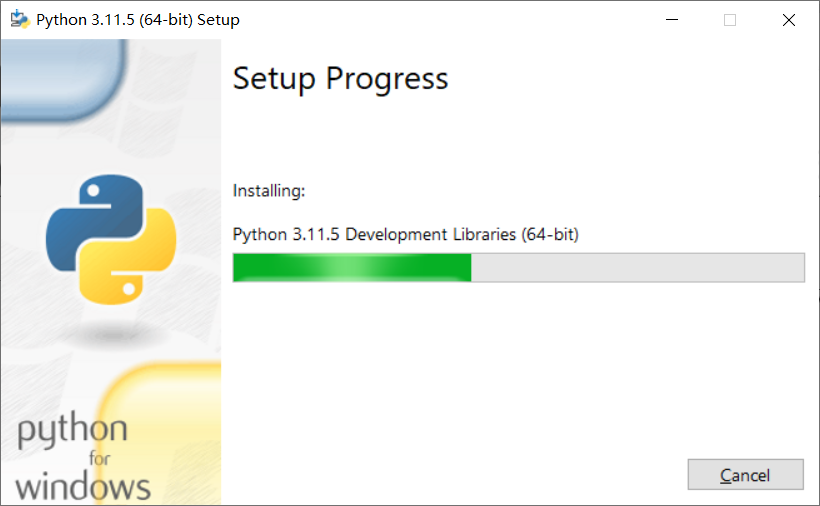 Python 3.11.5 (64-bit) Setup
Setup Progress
Installing:
Python 3.11.5 Development Libraries (64-bit)
python
for
windows
Cancel